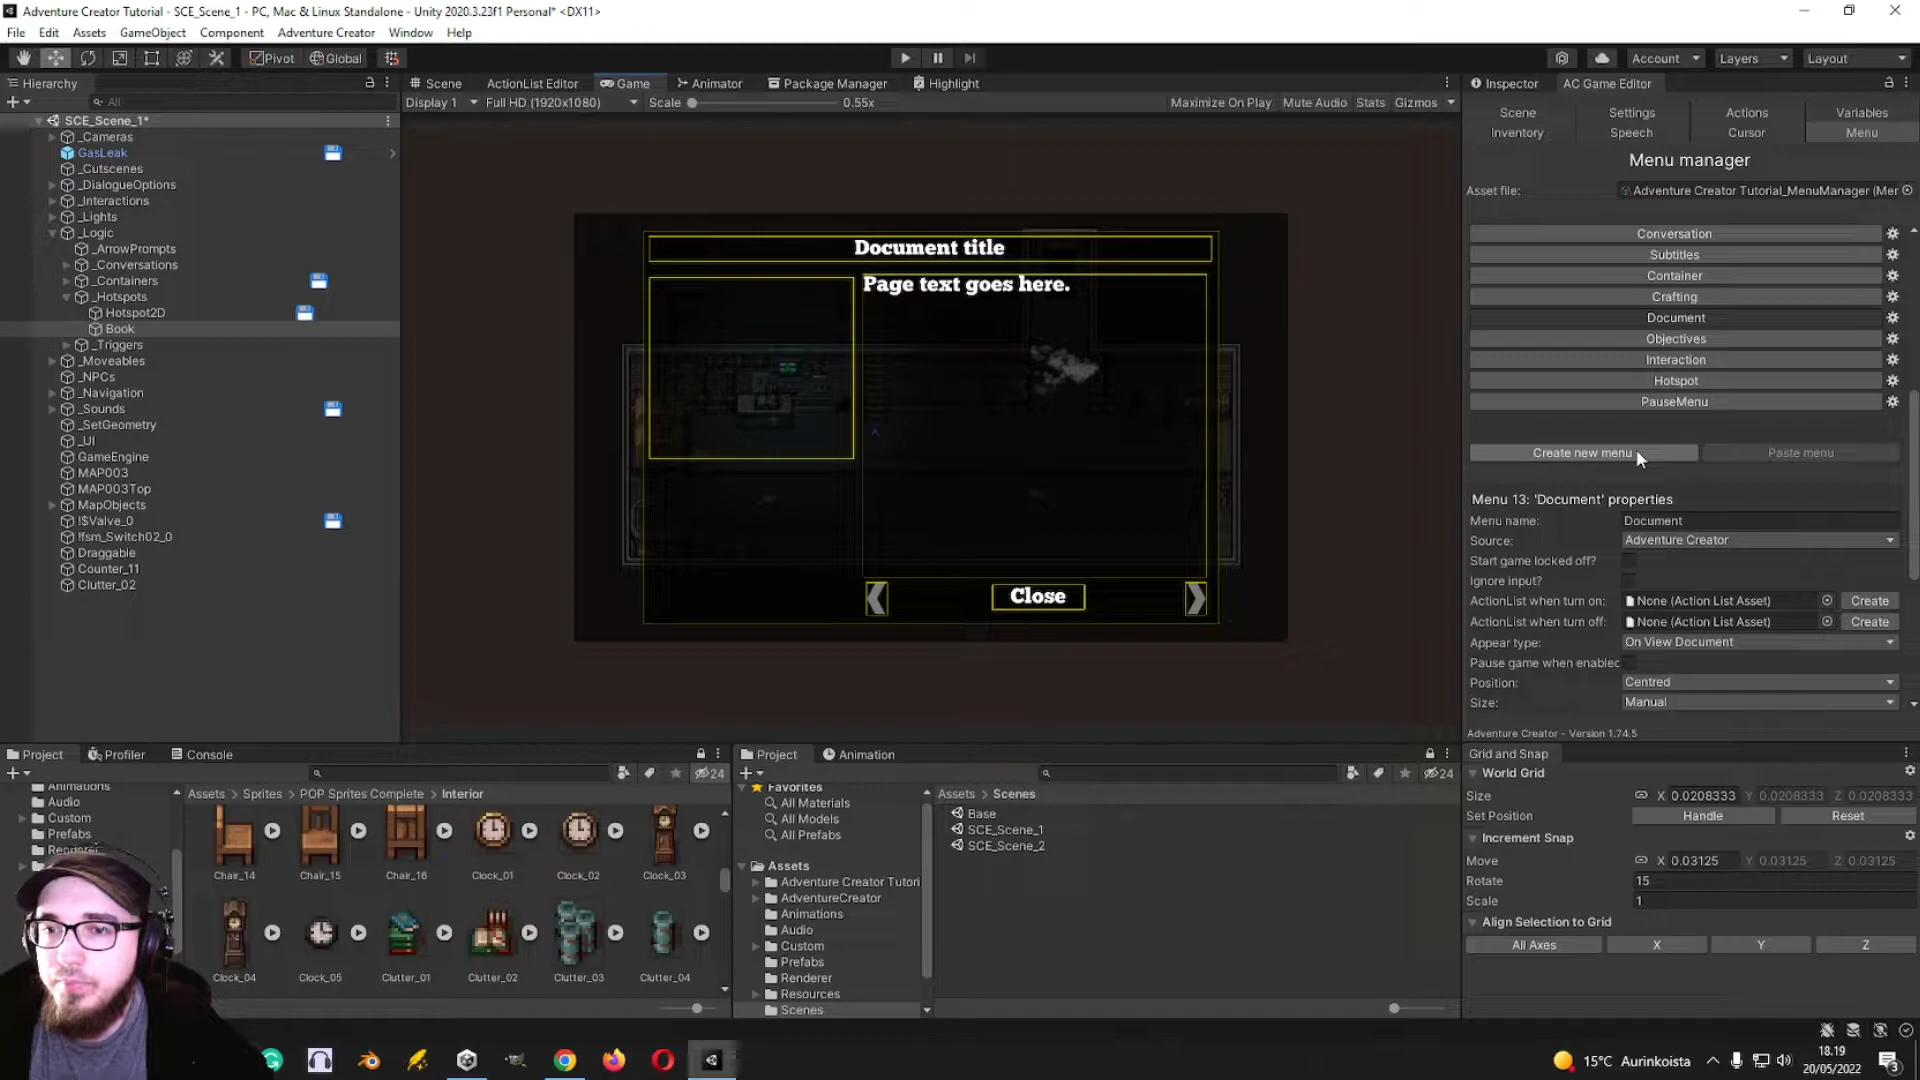 Adventure Creator Tutorial - SCE_Scene_1 - PC, Mac & Linux Standalone - Unity 2020.3.23f1 Personal* <DX11>
File Edit Assets GameObject Component Adventure Creator Window Help
Pivot Global Account Layers Layout
Hierarchy Scene ActionList Editor Game Animator Package Manager Highlight Inspector AC Game Editor
All Display 1 Full HD (1920x1080) Scale 0.55x Maximize On Play Mute Audio Stats Gizmos
Scene Settings Actions Variables
Inventory Speech Cursor Menu
Menu manager
Asset file: Adventure Creator Tutorial_MenuManager (Mer
SCE_Scene_1*
_Cameras
GasLeak
_Cutscenes
_DialogueOptions
_Interactions
_Lights
_Logic
_ArrowPrompts
_Conversations
_Containers
_Hotspots
Hotspot2D
Book
_Triggers
_Moveables
_NPCs
_Navigation
_Sounds
_SetGeometry
_UI
GameEngine
MAP003
MAP003Top
MapObjects
!$Valve_0
!fsm_Switch02_0
Draggable
Counter_11
Clutter_02
Document title
Page text goes here.
Close
Conversation
Subtitles
Container
Crafting
Document
Objectives
Interaction
Hotspot
PauseMenu
Create new menu Paste menu
Menu 13: 'Document' properties
Menu name: Document
Source: Adventure Creator
Start game locked off?
Ignore input?
ActionList when turn on: None (Action List Asset) Create
ActionList when turn off: None (Action List Asset) Create
Appear type: On View Document
Pause game when enabled
Position: Centred
Size: Manual
Adventure Creator - Version 1.74.5
Project Profiler Console
24
Animations
Audio
Custom
Prefabs
Assets Sprites POP Sprites Complete Interior
Chair_14 Chair_15 Chair_16 Clock_01 Clock_02 Clock_03
Clock_04 Clock_05 Clutter_01 Clutter_02 Clutter_03 Clutter_04
Project Animation
24
Favorites
All Materials
All Models
All Prefabs
Assets
Adventure Creator Tutori
AdventureCreator
Animations
Audio
Custom
Prefabs
Renderer
Resources
Scenes
Assets Scenes
Base
SCE_Scene_1
SCE_Scene_2
Grid and Snap
World Grid
Size X 0.0208333 Y 0.0208333 Z 0.0208333
Set Position Handle Reset
Increment Snap
Move X 0.03125 Y 0.03125 Z 0.03125
Rotate 15
Scale 1
Align Selection to Grid
All Axes X Y Z
15°C Aurinkoista
18.19
20/05/2022
3